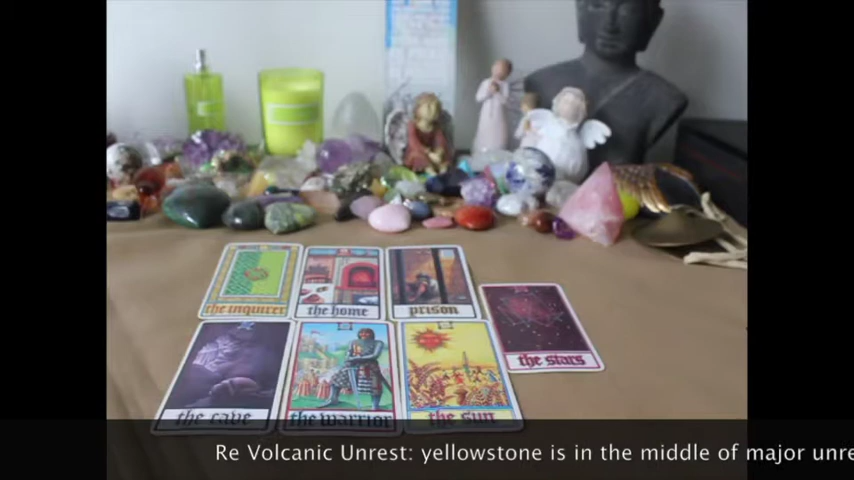 the inquirer
the home
prison
the stars
the cave
the warrior
the sun
Re Volcanic Unrest: yellowstone is in the middle of major unre